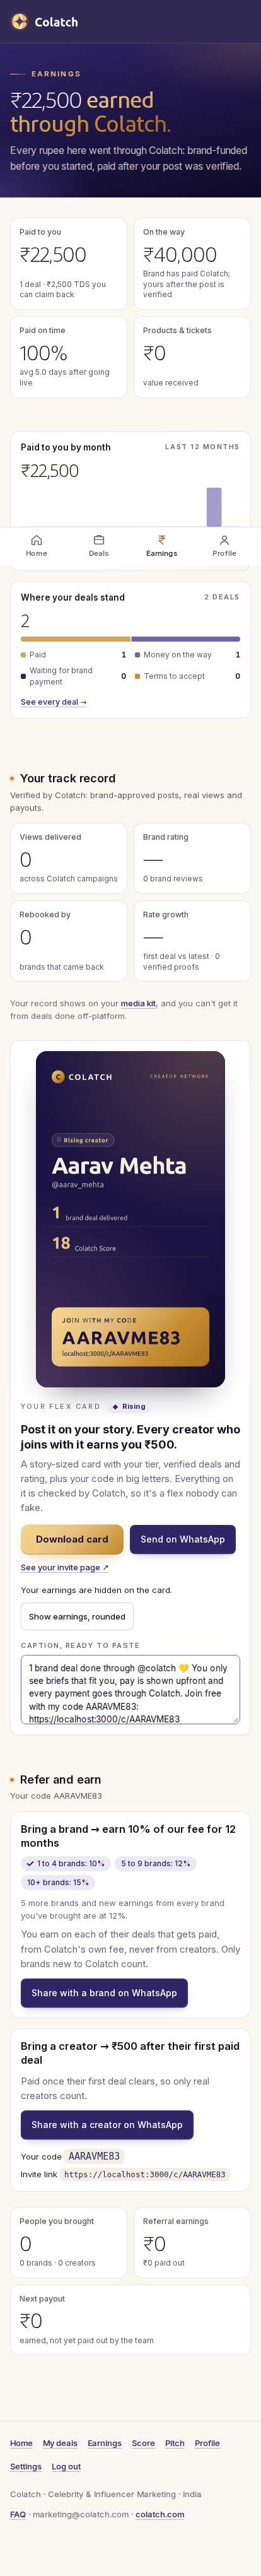 Colatch
EARNINGS
₹22,500 earned
through Colatch.
Every rupee here went through Colatch: brand-funded
before you started, paid after your post was verified.
Paid to you
₹22,500
1 deal · ₹2,500 TDS you
can claim back
On the way
₹40,000
Brand has paid Colatch;
yours after the post is
verified
Paid on time
100%
avg 5.0 days after going
live
Products & tickets
₹0
value received
Paid to you by month
LAST 12 MONTHS
₹22,500
Home
Deals
Earnings
Profile
Where your deals stand
2 DEALS
2
Paid 1
Money on the way 1
Waiting for brand
payment 0
Terms to accept 0
See every deal →
Your track record
Verified by Colatch: brand-approved posts, real views and
payouts.
Views delivered
0
across Colatch campaigns
Brand rating
—
0 brand reviews
Rebooked by
0
brands that came back
Rate growth
—
first deal vs latest · 0
verified proofs
Your record shows on your media kit, and you can't get it
from deals done off-platform.
C COLATCH
CREATOR NETWORK
Rising creator
Aarav Mehta
@aarav_mehta
1 brand deal delivered
18 Colatch Score
JOIN WITH MY CODE
AARAVME83
localhost:3000/c/AARAVME83
YOUR FLEX CARD
◆ Rising
Post it on your story. Every creator who
joins with it earns you ₹500.
A story-sized card with your tier, verified deals and
rating, plus your code in big letters. Everything on
it is checked by Colatch, so it's a flex nobody can
fake.
Download card
Send on WhatsApp
See your invite page ↗
Your earnings are hidden on the card.
Show earnings, rounded
CAPTION, READY TO PASTE
1 brand deal done through @colatch 💛 You only
see briefs that fit you, pay is shown upfront and
every payment goes through Colatch. Join free
with my code AARAVME83:
https://localhost:3000/c/AARAVME83
Refer and earn
Your code AARAVME83
Bring a brand → earn 10% of our fee for 12
months
✓ 1 to 4 brands: 10%
5 to 9 brands: 12%
10+ brands: 15%
5 more brands and new earnings from every brand
you've brought are at 12%.
You earn on each of their deals that gets paid,
from Colatch's own fee, never from creators. Only
brands new to Colatch count.
Share with a brand on WhatsApp
Bring a creator → ₹500 after their first paid
deal
Paid once their first deal clears, so only real
creators count.
Share with a creator on WhatsApp
Your code AARAVME83
Invite link https://localhost:3000/c/AARAVME83
People you brought
0
0 brands · 0 creators
Referral earnings
₹0
₹0 paid out
Next payout
₹0
earned, not yet paid out by the team
Home My deals Earnings Score Pitch Profile
Settings Log out
Colatch · Celebrity & Influencer Marketing · India
FAQ · marketing@colatch.com · colatch.com